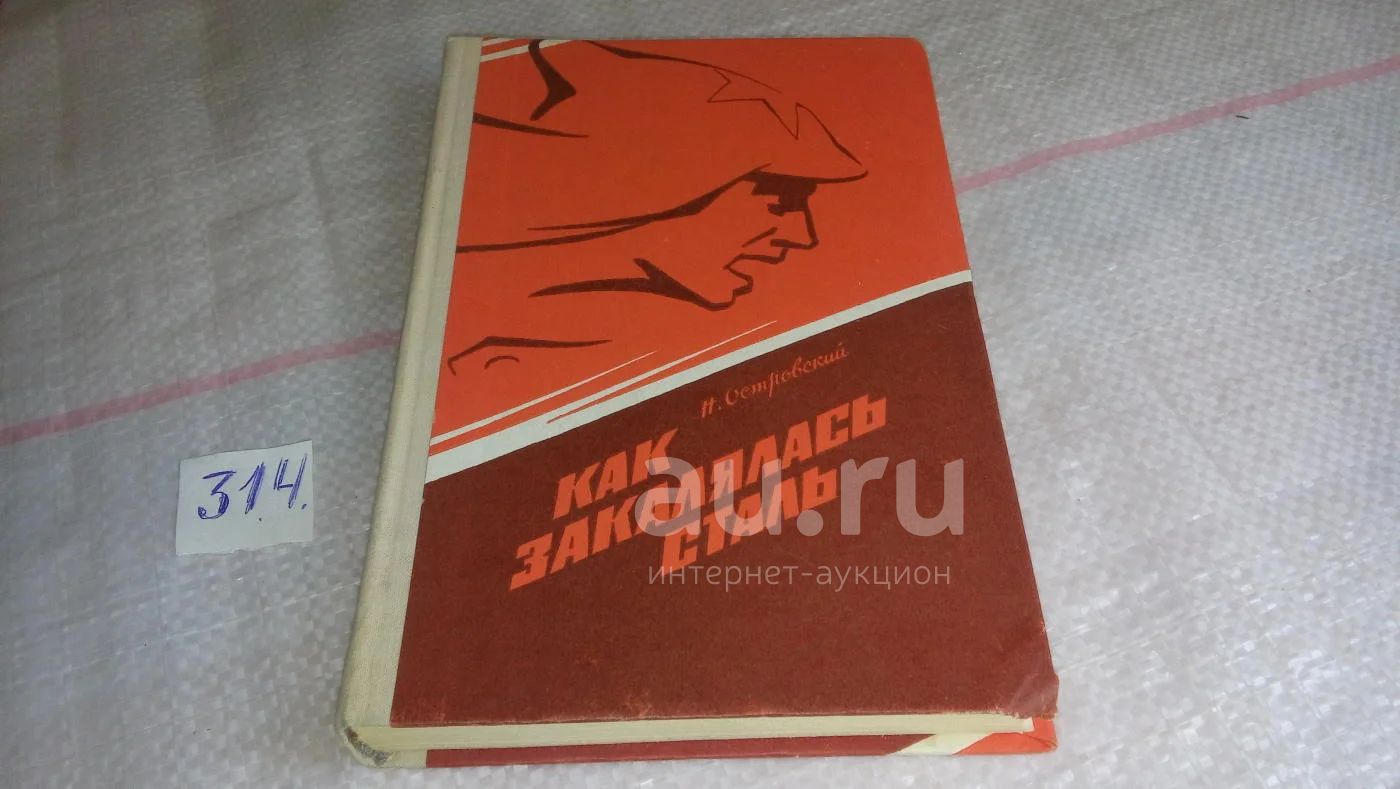 Н. Островский
КАК
ЗАКАЛЯЛАСЬ
СТАЛЬ
314.
au.ru
интернет-аукцион